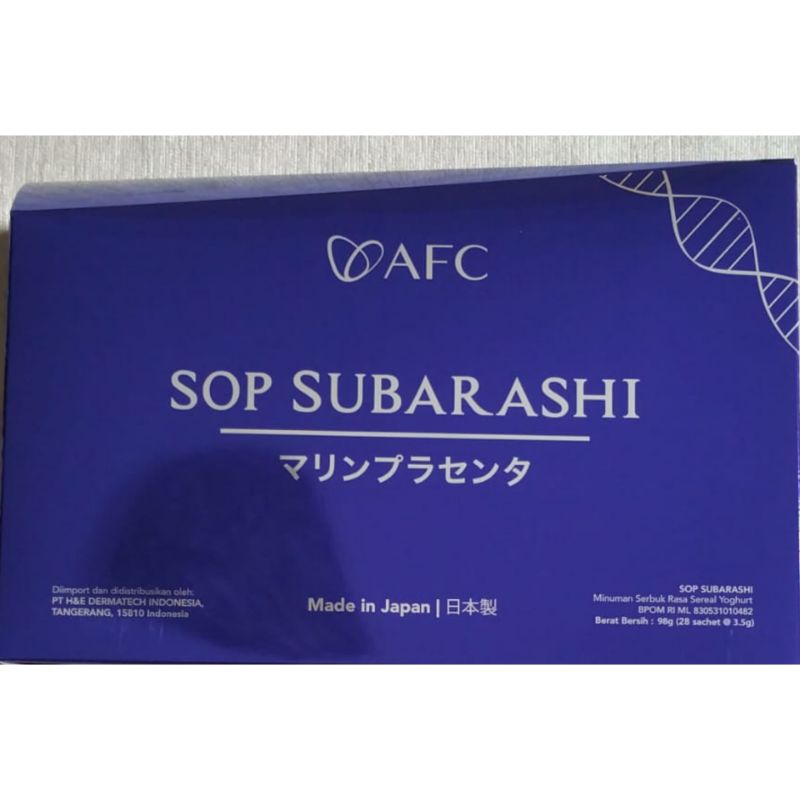 AFC
SOP SUBARASHI
マリンプラセンタ
Diimport dan didistribusikan oleh:
PT H&E DERMATECH INDONESIA,
TANGERANG, 15810 Indonesia
Made in Japan | 日本製
SOP SUBARASHI
Minuman Serbuk Rasa Sereal Yoghurt
BPOM RI ML 830531010482
Berat Bersih : 98g (28 sachet @ 3.5g)